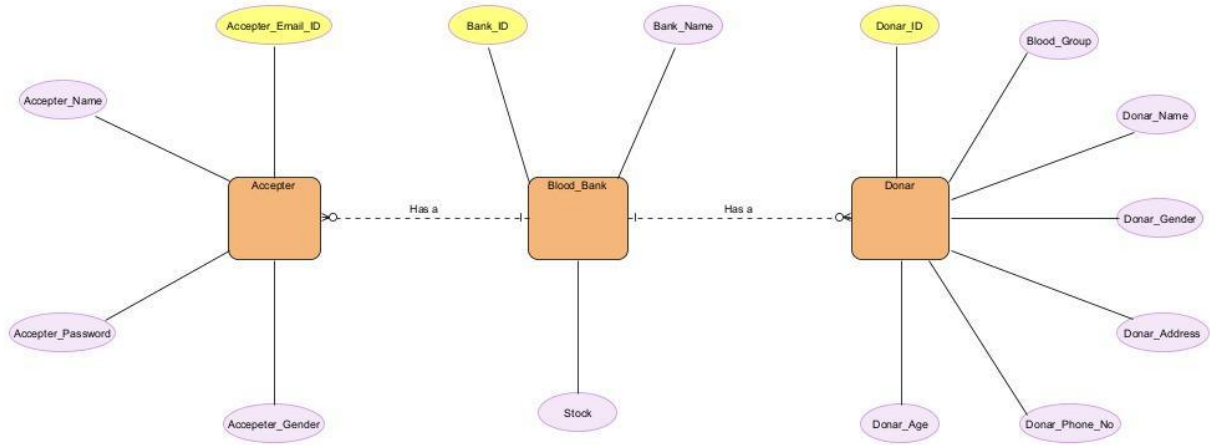 Accepter_Email_ID
Bank_ID
Bank_Name
Donar_ID
Blood_Group
Accepter_Name
Donar_Name
Accepter
Blood_Bank
Donar
Has a
Has a
Donar_Gender
Accepter_Password
Donar_Address
Accepeter_Gender
Stock
Donar_Age
Donar_Phone_No